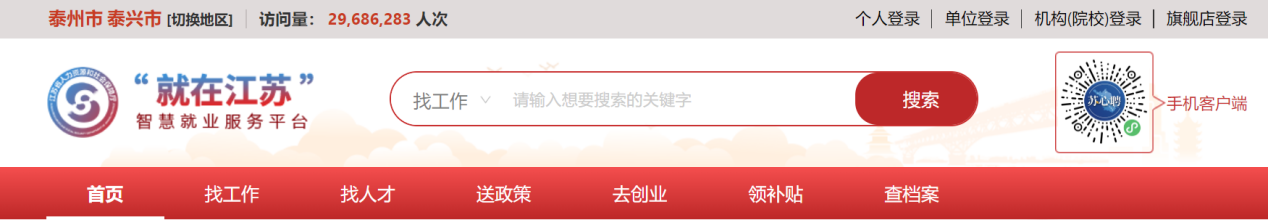 泰州市 泰兴市 [切换地区] 访问量： 29,686,283 人次 个人登录 单位登录 机构(院校)登录 旗舰店登录
“就在江苏”
智慧就业服务平台
找工作 请输入想要搜索的关键字 搜索
苏心聘
手机客户端
首页 找工作 找人才 送政策 去创业 领补贴 查档案